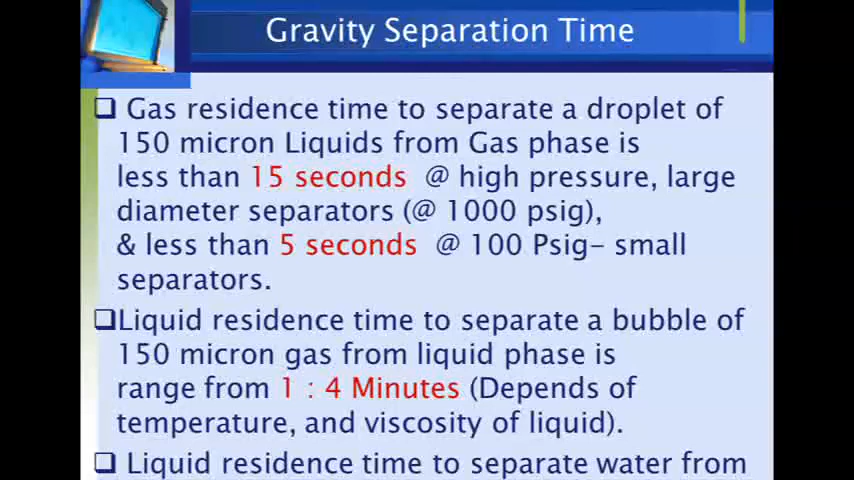 Gravity Separation Time
❑ Gas residence time to separate a droplet of
150 micron Liquids from Gas phase is
less than 15 seconds @ high pressure, large
diameter separators (@ 1000 psig),
& less than 5 seconds @ 100 Psig– small
separators.
❑Liquid residence time to separate a bubble of
150 micron gas from liquid phase is
range from 1 : 4 Minutes (Depends of
temperature, and viscosity of liquid).
❑ Liquid residence time to separate water from